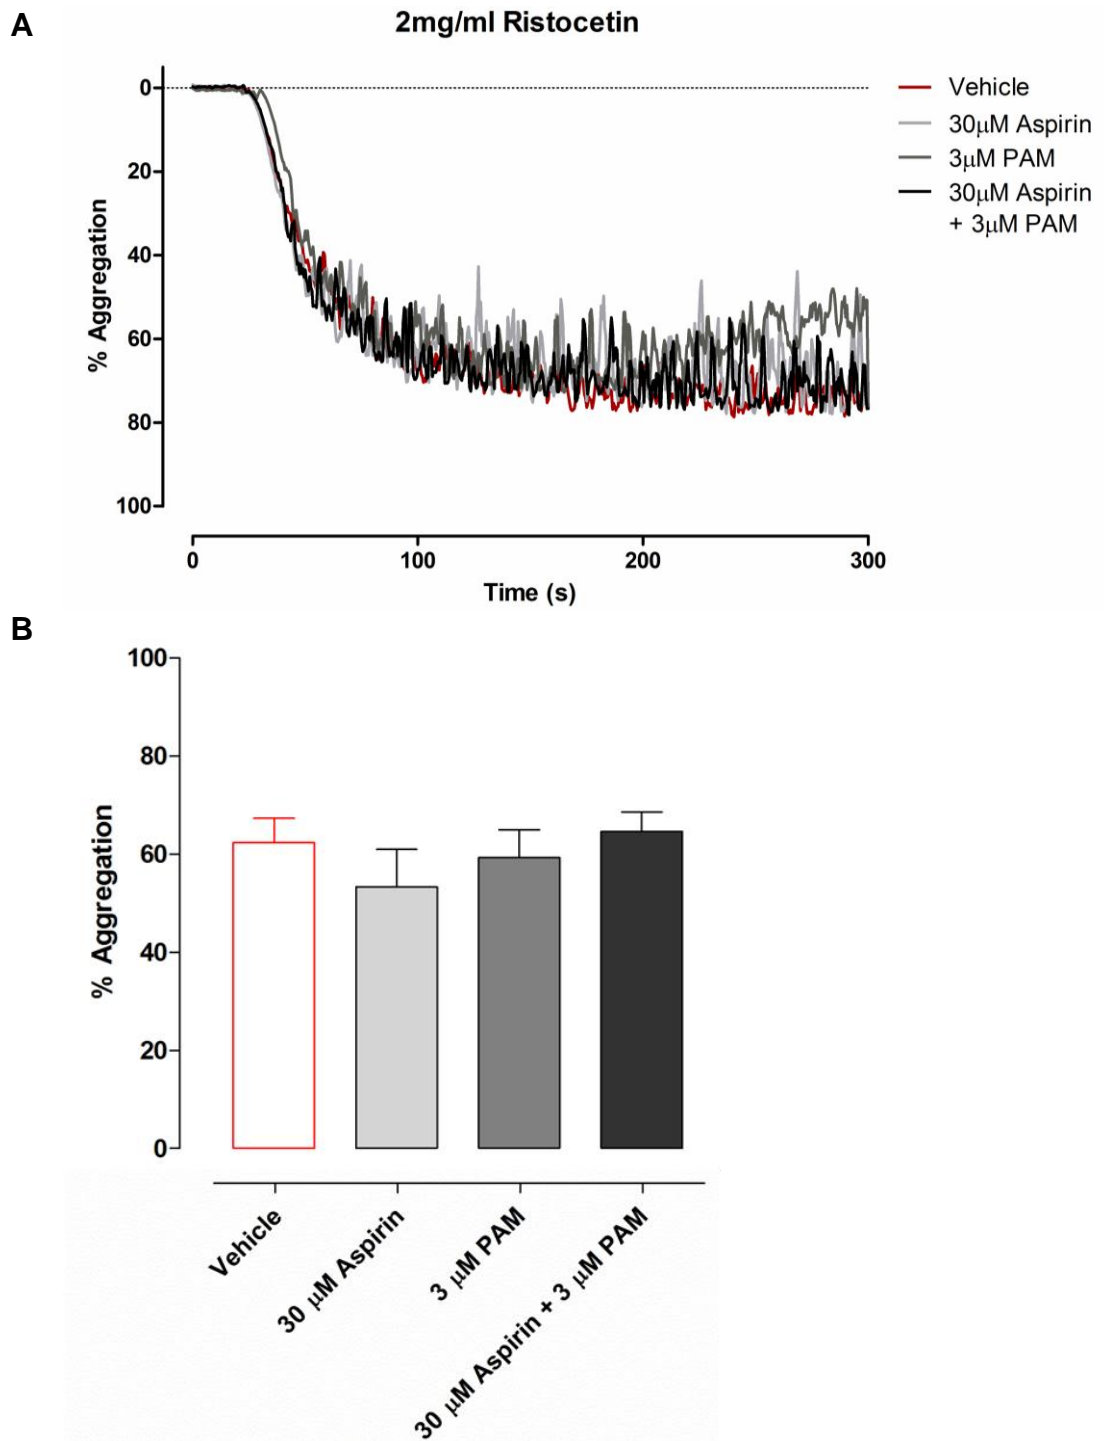 A
2mg/ml Ristocetin
0
20
40
60
80
100
% Aggregation
0
100
200
300
Time (s)
Vehicle
30μM Aspirin
3μM PAM
30μM Aspirin
+ 3μM PAM
B
100
80
60
40
20
0
% Aggregation
Vehicle
30 μM Aspirin
3 μM PAM
30 μM Aspirin + 3 μM PAM